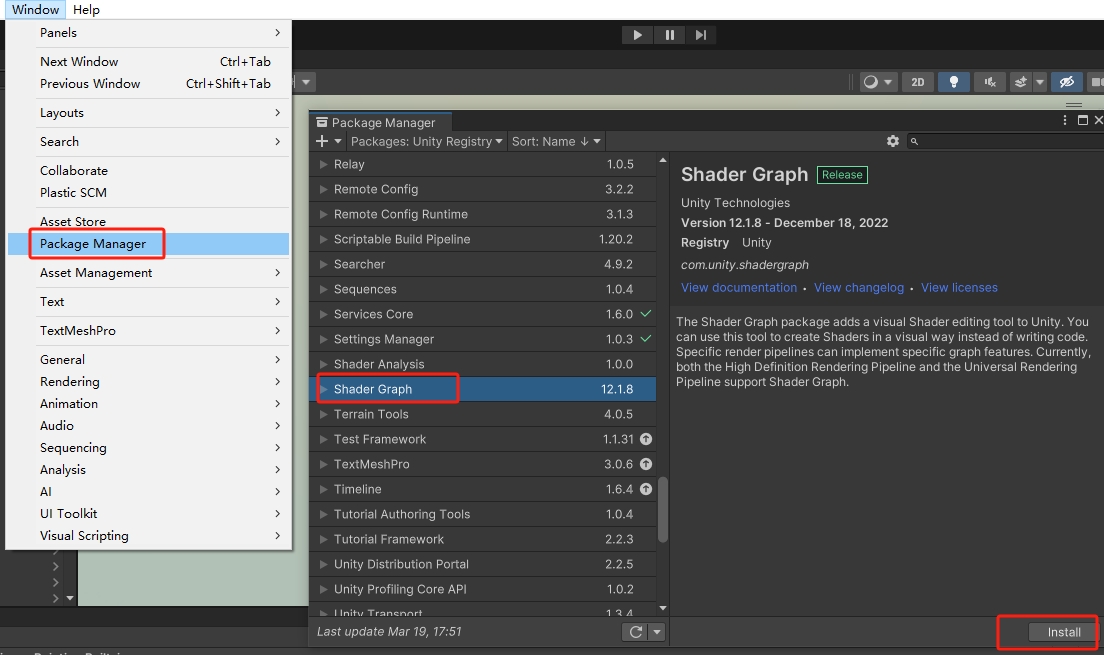 Window Help
Panels
Next Window Ctrl+Tab
Previous Window Ctrl+Shift+Tab
Layouts
Search
Collaborate
Plastic SCM
Asset Store
Package Manager
Asset Management
Text
TextMeshPro
General
Rendering
Animation
Audio
Sequencing
Analysis
AI
UI Toolkit
Visual Scripting
2D
Package Manager
Packages: Unity Registry Sort: Name ↓
Relay 1.0.5
Remote Config 3.2.2
Remote Config Runtime 3.1.3
Scriptable Build Pipeline 1.20.2
Searcher 4.9.2
Sequences 1.0.4
Services Core 1.6.0
Settings Manager 1.0.3
Shader Analysis 1.0.0
Shader Graph 12.1.8
Terrain Tools 4.0.5
Test Framework 1.1.31
TextMeshPro 3.0.6
Timeline 1.6.4
Tutorial Authoring Tools 1.0.4
Tutorial Framework 2.2.3
Unity Distribution Portal 2.2.5
Unity Profiling Core API 1.0.2
Unity Transport 1.3.4
Last update Mar 19, 17:51
Shader Graph Release
Unity Technologies
Version 12.1.8 - December 18, 2022
Registry Unity
com.unity.shadergraph
View documentation • View changelog • View licenses
The Shader Graph package adds a visual Shader editing tool to Unity. You
can use this tool to create Shaders in a visual way instead of writing code.
Specific render pipelines can implement specific graph features. Currently,
both the High Definition Rendering Pipeline and the Universal Rendering
Pipeline support Shader Graph.
Install